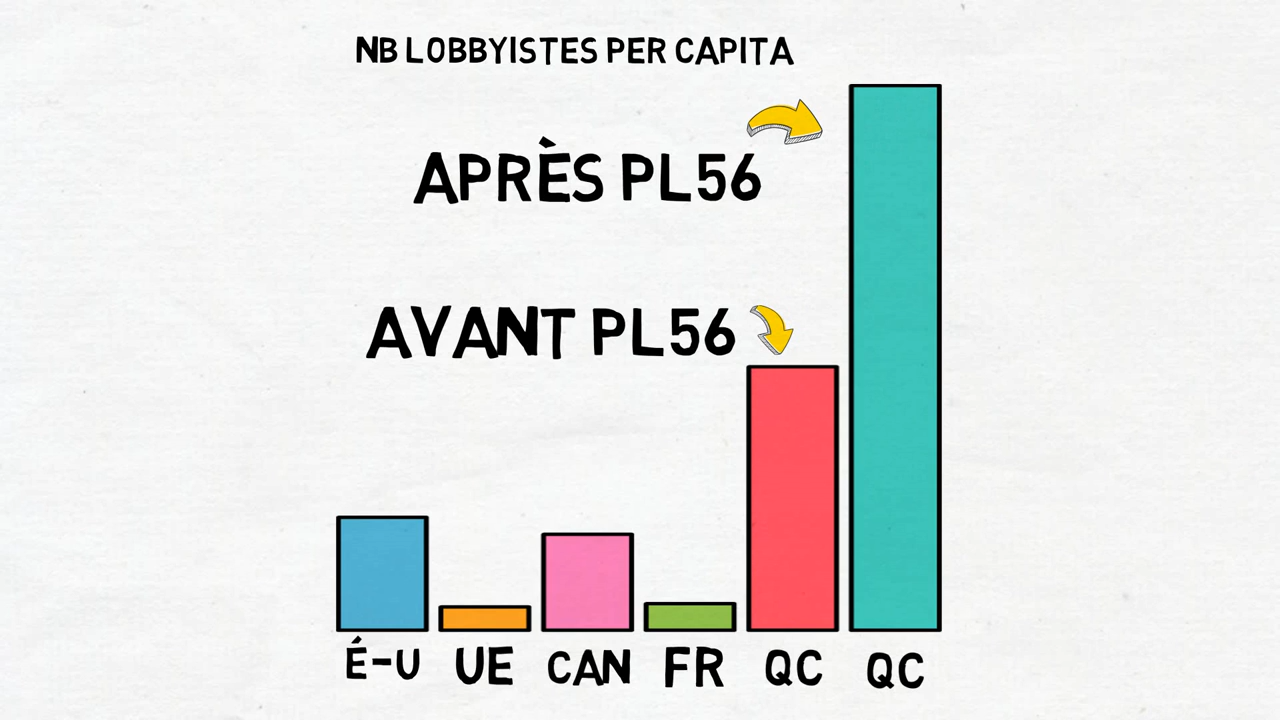 NB LOBBYISTES PER CAPITA
APRÈS PL56
AVANT PL56
É-U UE CAN FR QC QC